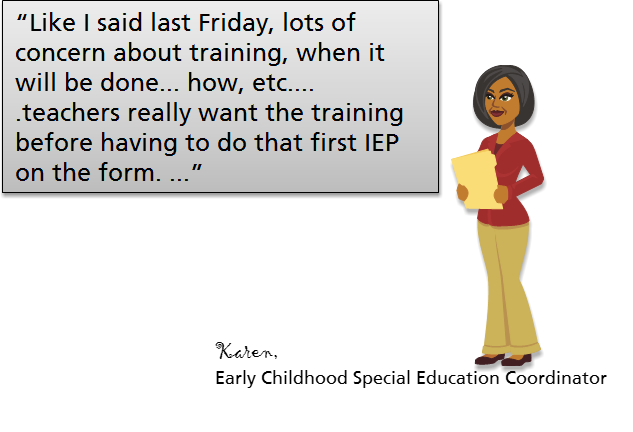 “Like I said last Friday, lots of
concern about training, when it
will be done... how, etc....
.teachers really want the training
before having to do that first IEP
on the form. ...”
Karen,
Early Childhood Special Education Coordinator